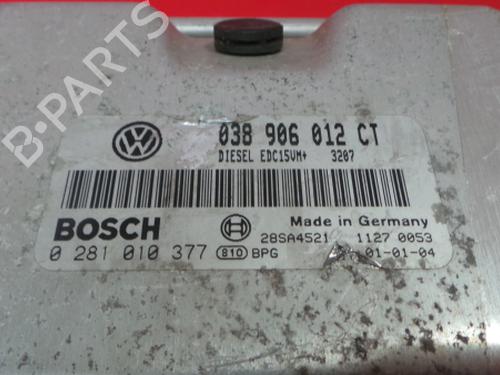 038 906 012 CT
DIESEL EDC15VM+ 3207
BOSCH
Made in Germany
0 281 010 377
810 BPG
28SA4521 1127 0053
01-01-04
B-PARTS